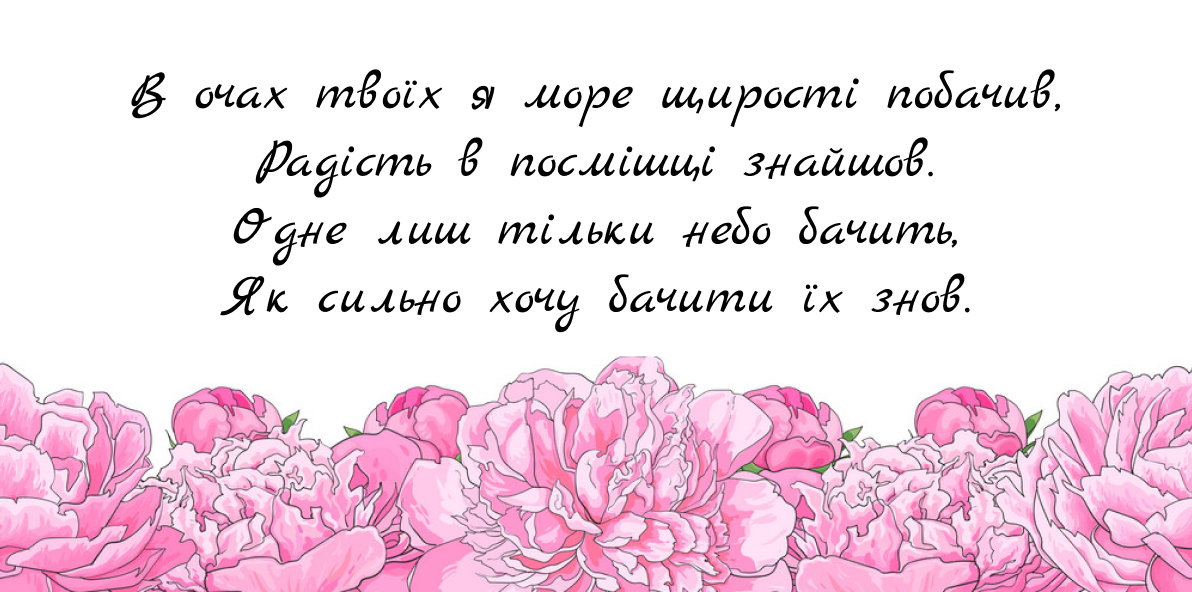 В очах твоїх я море щирості побачив,
Радість в посмішці знайшов.
Одне лиш тільки небо бачить,
Як сильно хочу бачити їх знов.